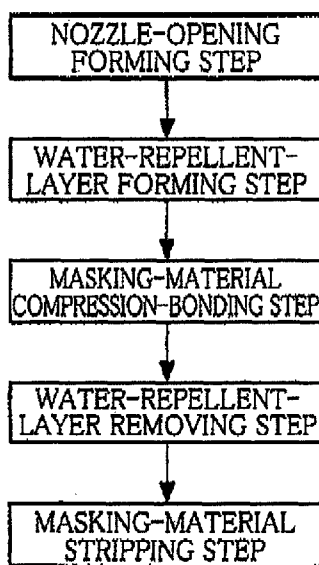 NOZZLE-OPENING
FORMING STEP
WATER-REPELLENT-
LAYER FORMING STEP
MASKING-MATERIAL
COMPRESSION-BONDING STEP
WATER-REPELLENT-
LAYER REMOVING STEP
MASKING-MATERIAL
STRIPPING STEP